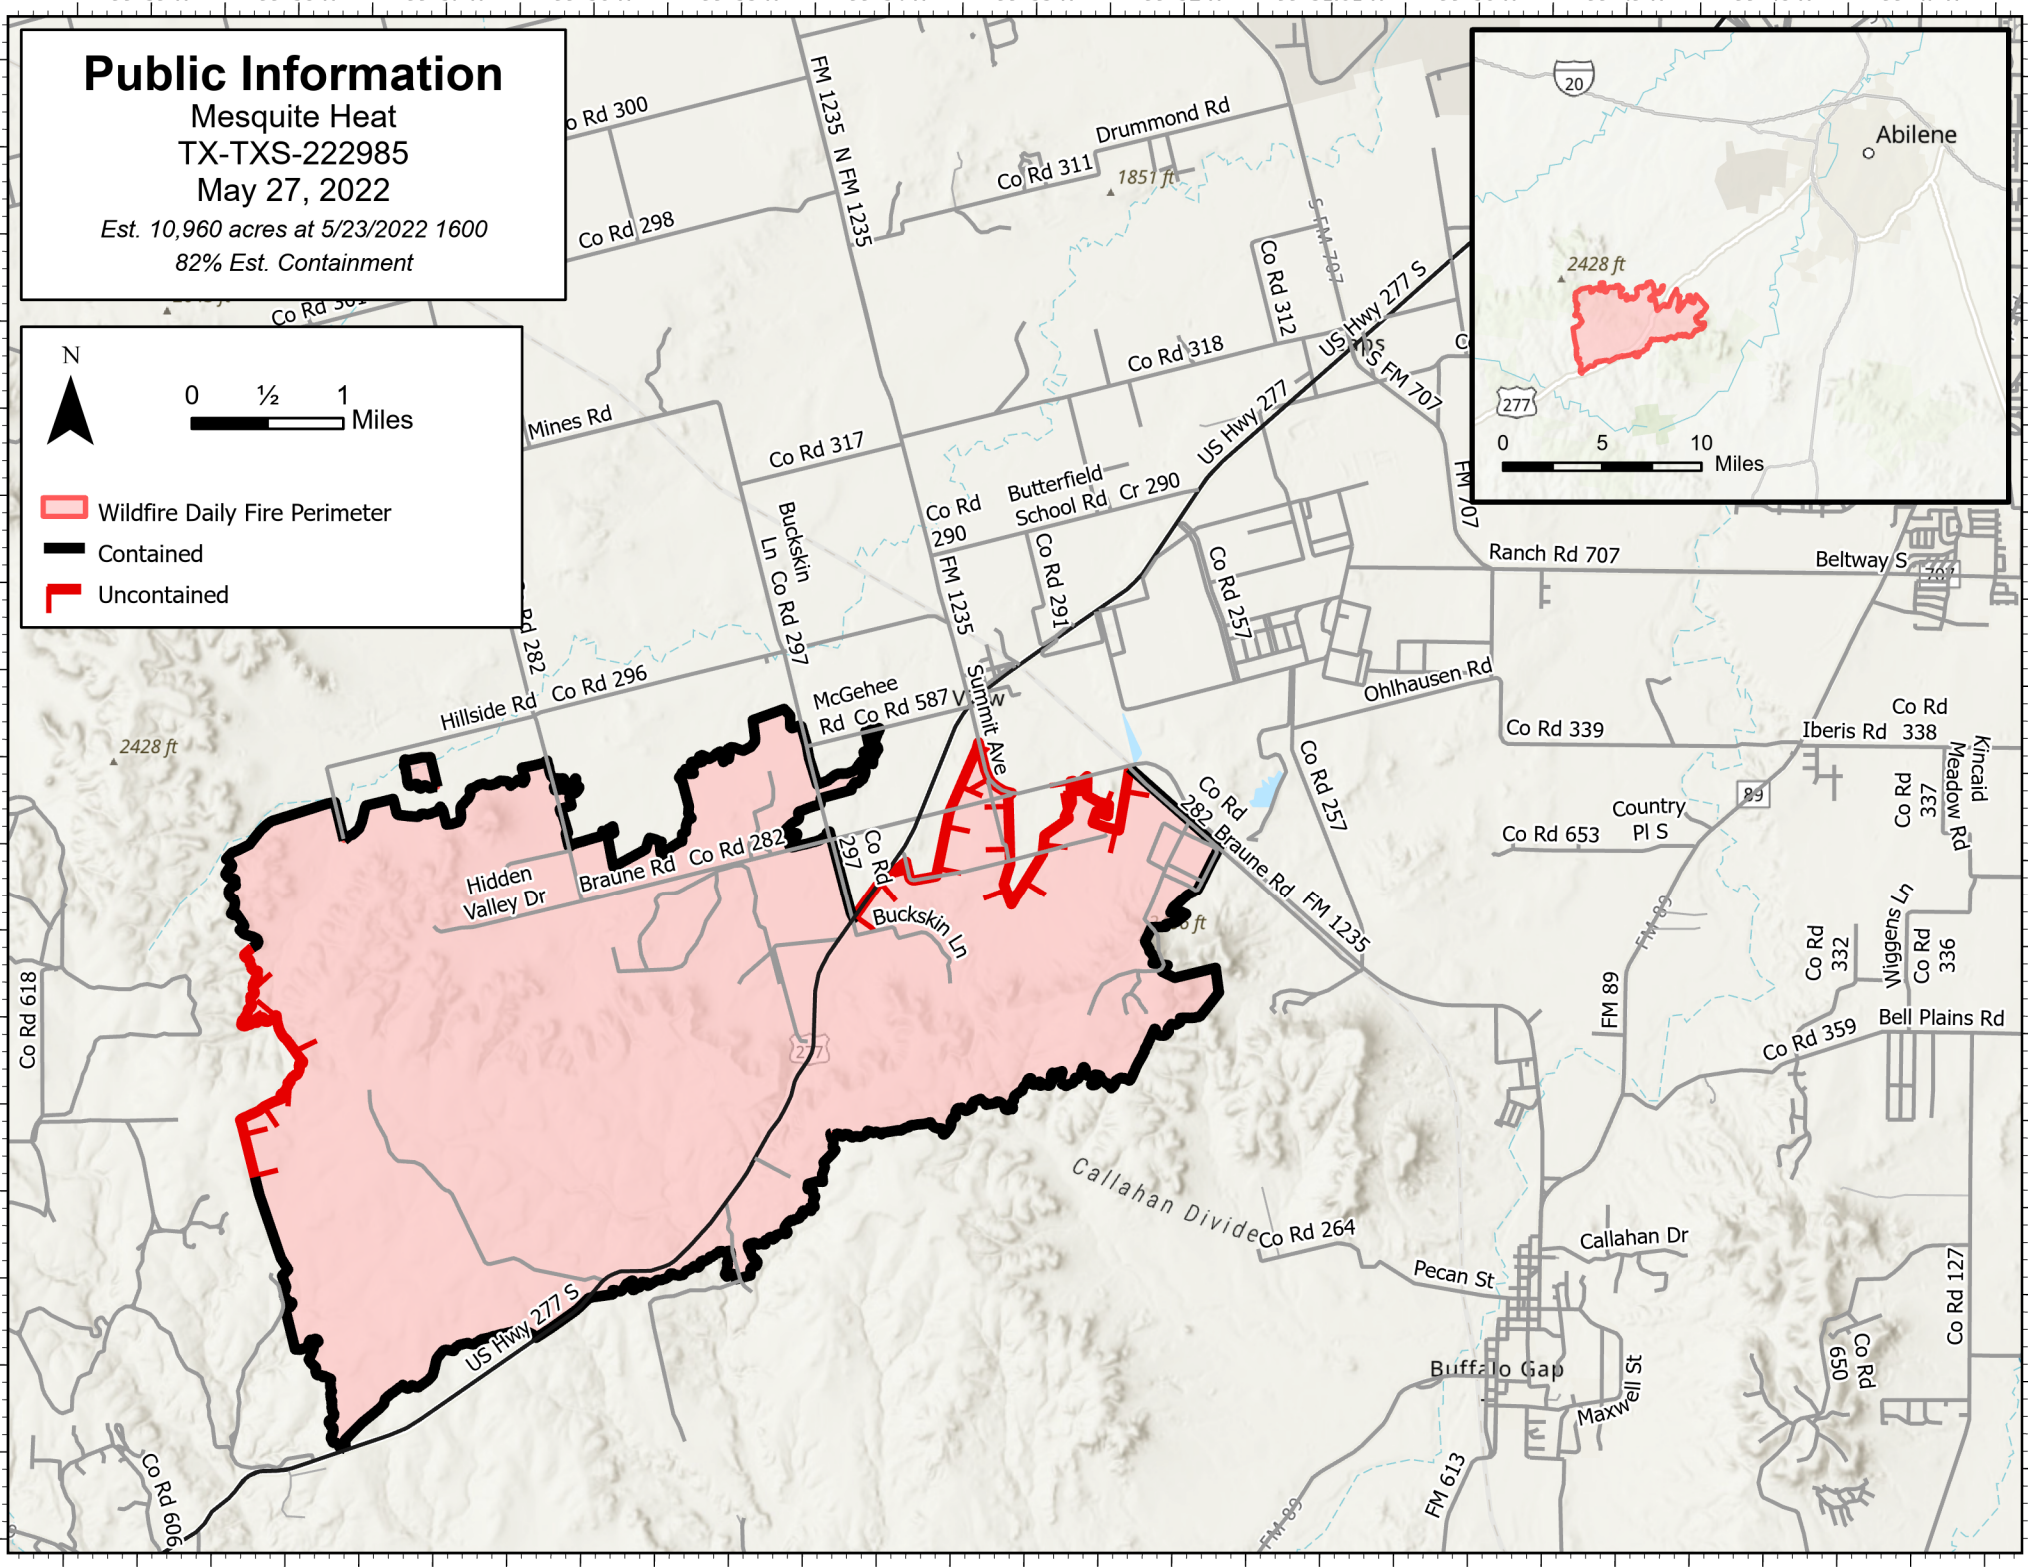 Public Information
Mesquite Heat
TX-TXS-222985
May 27, 2022
Est. 10,960 acres at 5/23/2022 1600
82% Est. Containment
N
0 ½ 1
Miles
Wildfire Daily Fire Perimeter
Contained
Uncontained
20
Abilene
2428 ft
277
0 5 10
Miles
o Rd 300
FM 1235
N FM 1235
Drummond Rd
Co Rd 311
1851 ft
Co Rd 298
S FM 707
Co Rd 312
US Hwy 277 S
Co Rd 318
S FM 707
Mines Rd
Co Rd 317
US Hwy 277
Butterfield
School Rd
Cr 290
Co Rd
290
FM 707
Buckskin
Ln
Co Rd 297
FM 1235
Co Rd 291
Co Rd 257
Ranch Rd 707
Beltway S
Rd 282
Hillside Rd
Co Rd 296
McGehee
Rd
Co Rd 587
Summit Ave
Ohlhausen Rd
Co Rd 339
Iberis Rd
Co Rd
338
Kincaid
Meadow Rd
2428 ft
Co Rd 257
Co Rd
282
Braune Rd
FM 1235
89
Country
Pl S
Co Rd 653
Co Rd
337
Hidden
Valley Dr
Braune Rd
Co Rd 282
Co Rd
297
Buckskin Ln
FM 89
Niggens Ln
Co Rd
332
Co Rd
336
Co Rd 618
FM 89
Bell Plains Rd
Co Rd 359
277
Callahan Divide
Co Rd 264
Callahan Dr
Pecan St
Co Rd 127
US Hwy 277 S
Buffalo Gap
Maxwell St
Co Rd
650
Co Rd 606
FM 613
FM 89